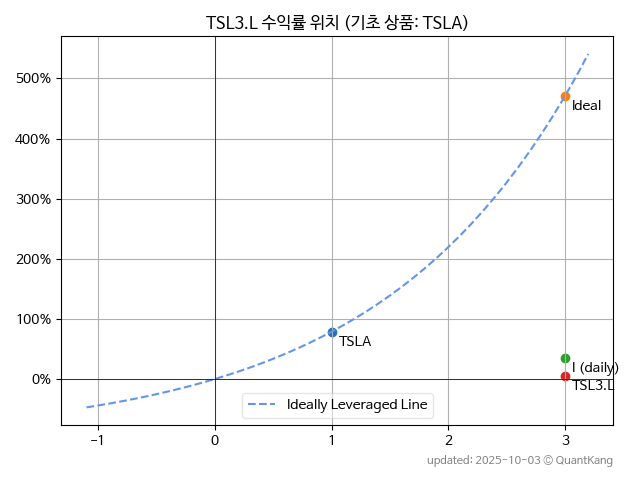 TSL3.L 수익률 위치 (기초 상품: TSLA)
500%
400%
300%
200%
100%
0%
Ideal
TSLA
I (daily)
TSL3.L
Ideally Leveraged Line
−1
0
1
2
3
updated: 2025-10-03 © QuantKang